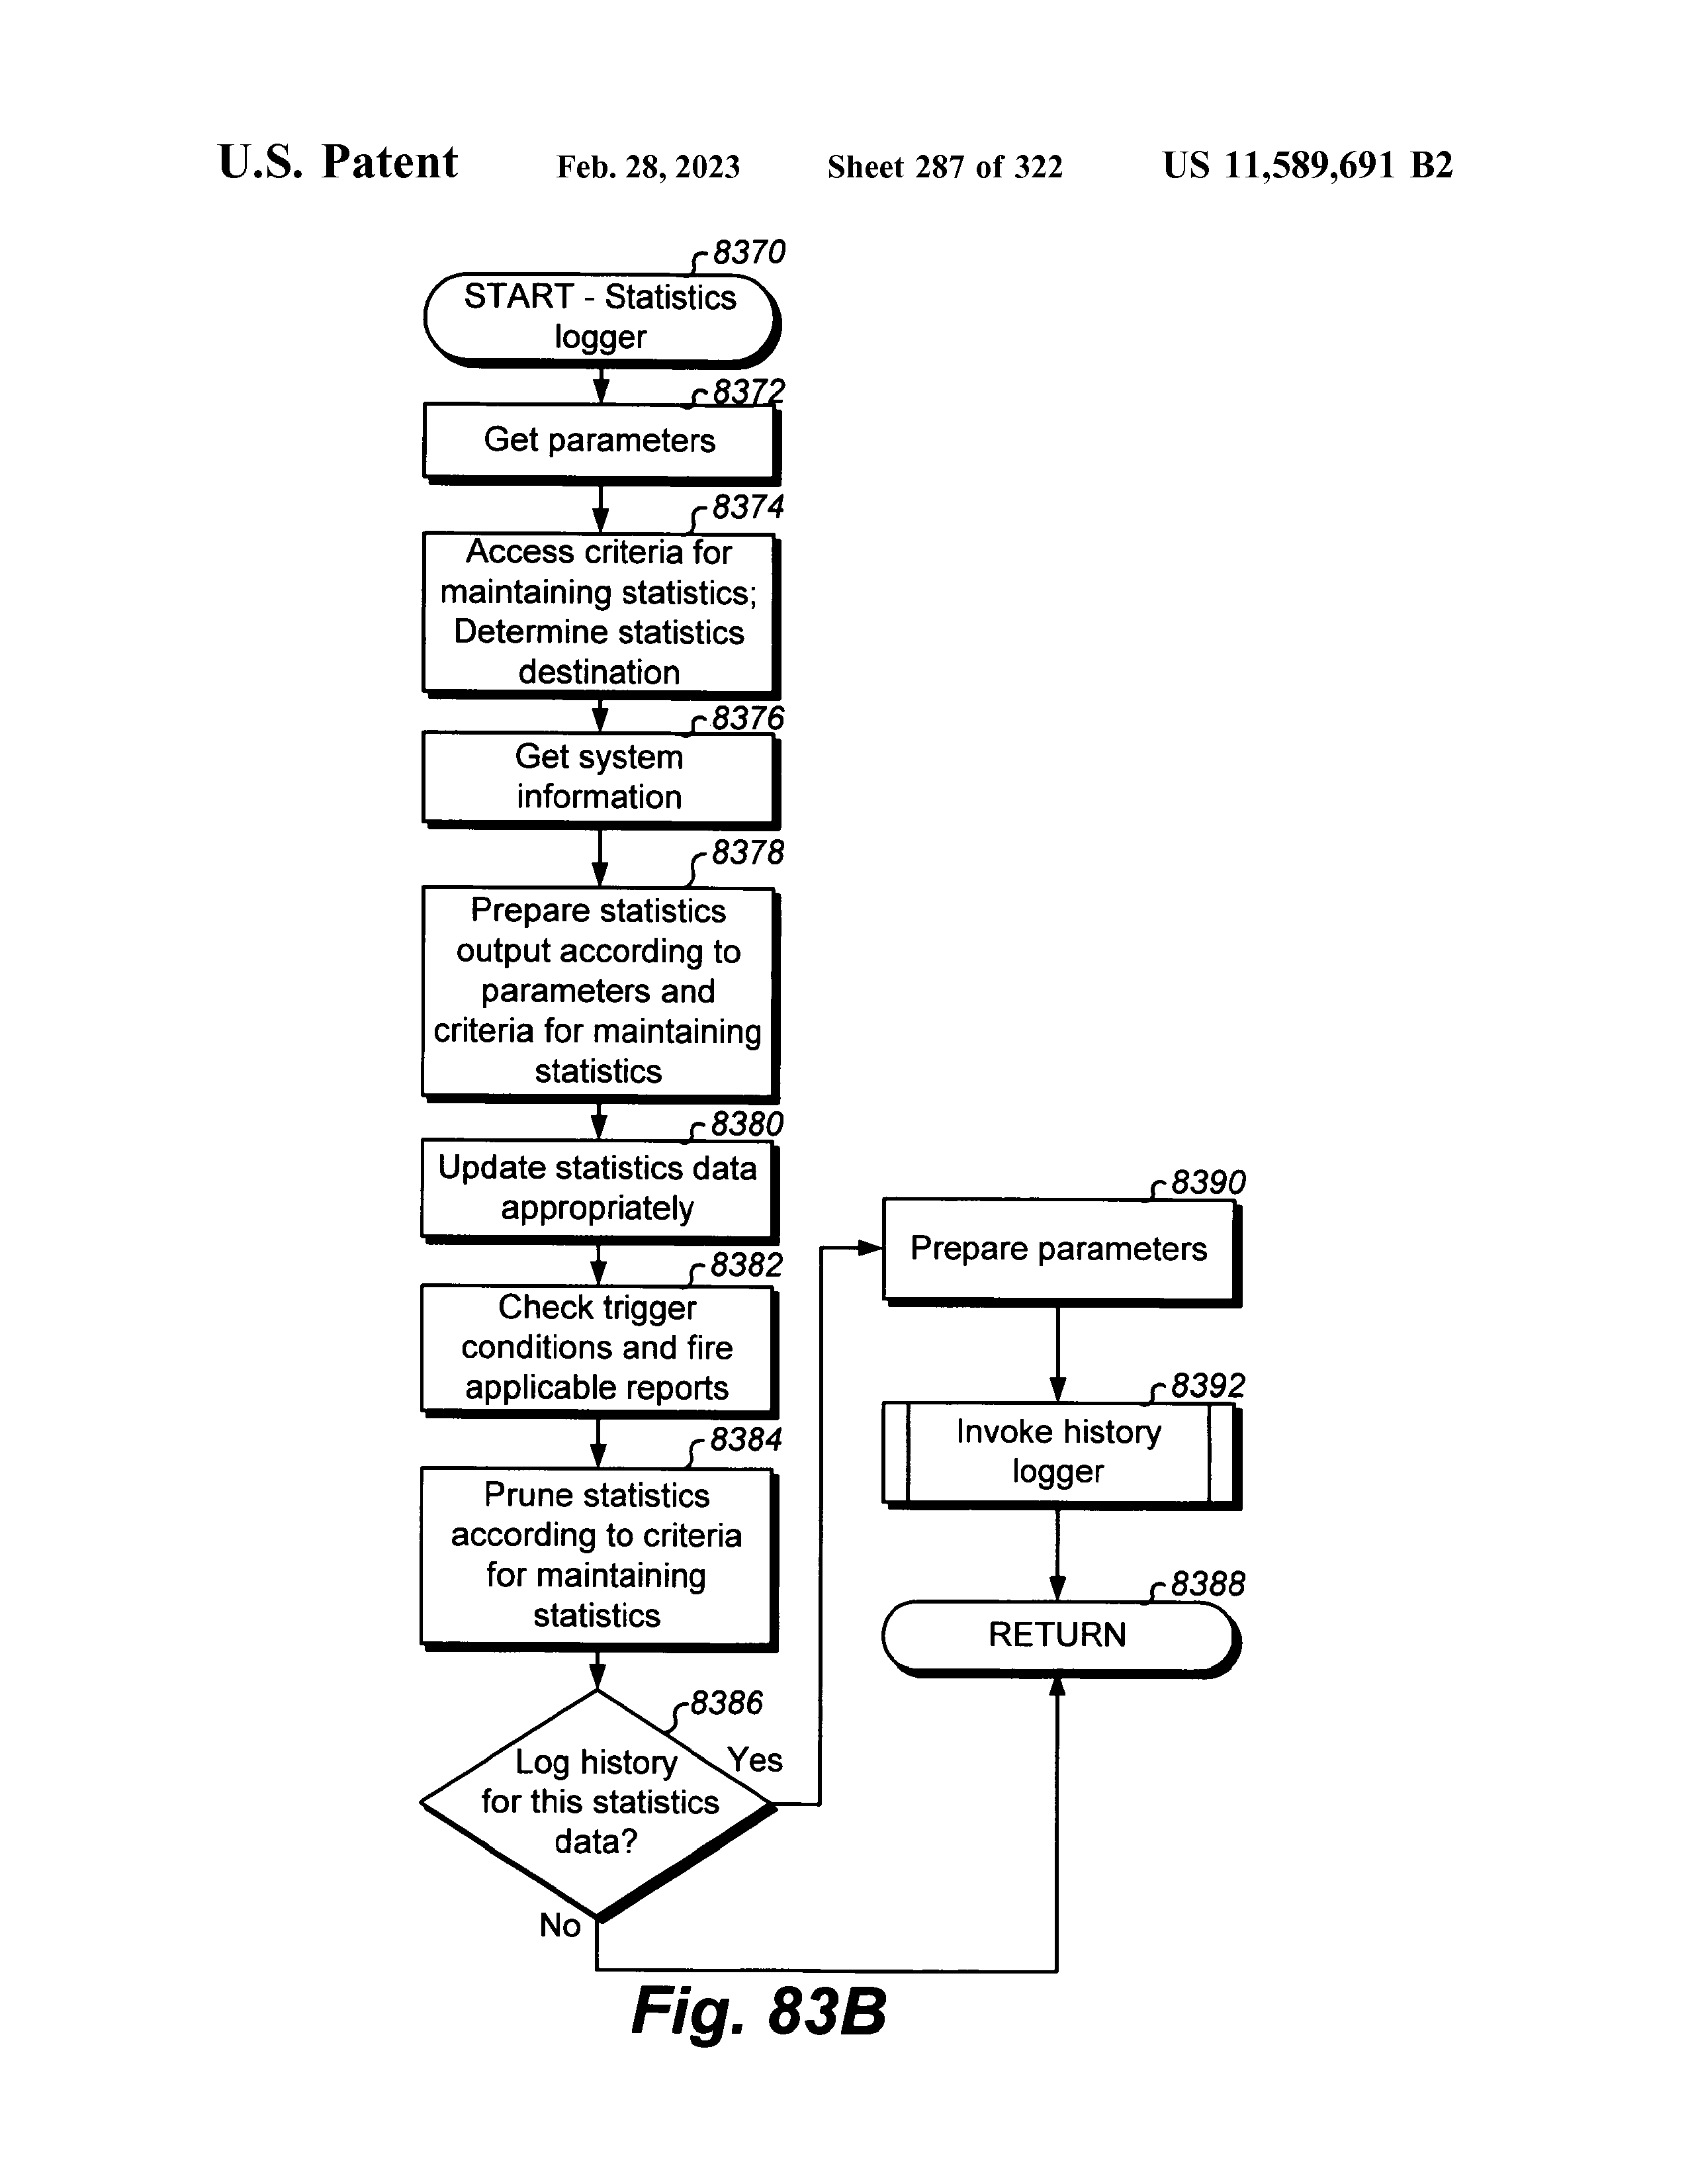 U.S. Patent Feb. 28, 2023 Sheet 287 of 322 US 11,589,691 B2
8370
START - Statistics
logger
8372
Get parameters
8374
Access criteria for
maintaining statistics;
Determine statistics
destination
8376
Get system
information
8378
Prepare statistics
output according to
parameters and
criteria for maintaining
statistics
8380
Update statistics data
appropriately
8382
Check trigger
conditions and fire
applicable reports
8384
Prune statistics
according to criteria
for maintaining
statistics
8386
Log history
for this statistics
data?
Yes
No
8390
Prepare parameters
8392
Invoke history
logger
8388
RETURN
Fig. 83B